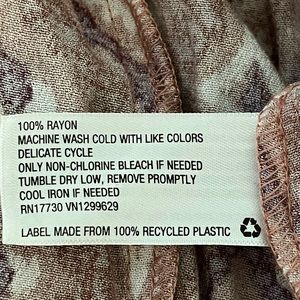 100% RAYON
MACHINE WASH COLD WITH LIKE COLORS
DELICATE CYCLE
ONLY NON-CHLORINE BLEACH IF NEEDED
TUMBLE DRY LOW, REMOVE PROMPTLY
COOL IRON IF NEEDED
RN17730 VN1299629
LABEL MADE FROM 100% RECYCLED PLASTIC